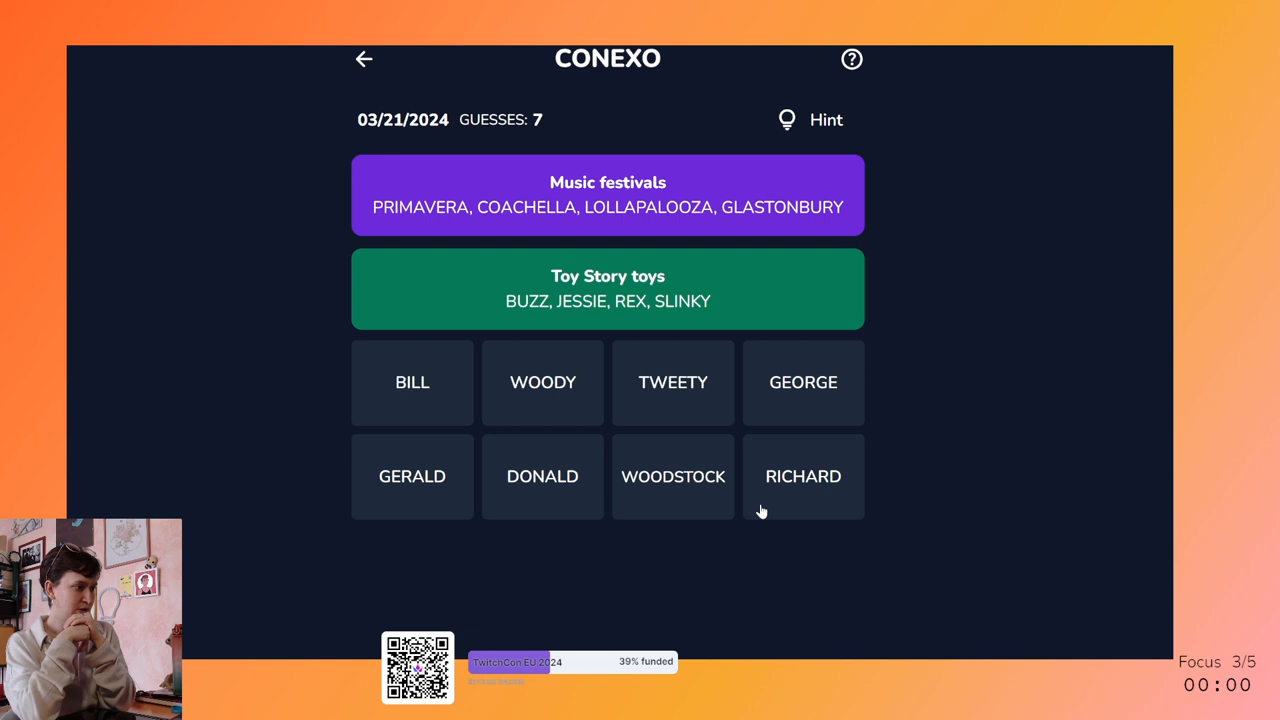 CONEXO
03/21/2024 GUESSES: 7
Hint
Music festivals
PRIMAVERA, COACHELLA, LOLLAPALOOZA, GLASTONBURY
Toy Story toys
BUZZ, JESSIE, REX, SLINKY
BILL WOODY TWEETY GEORGE
GERALD DONALD WOODSTOCK RICHARD
TwitchCon EU 2024 39% funded
Focus 3/5
00:00